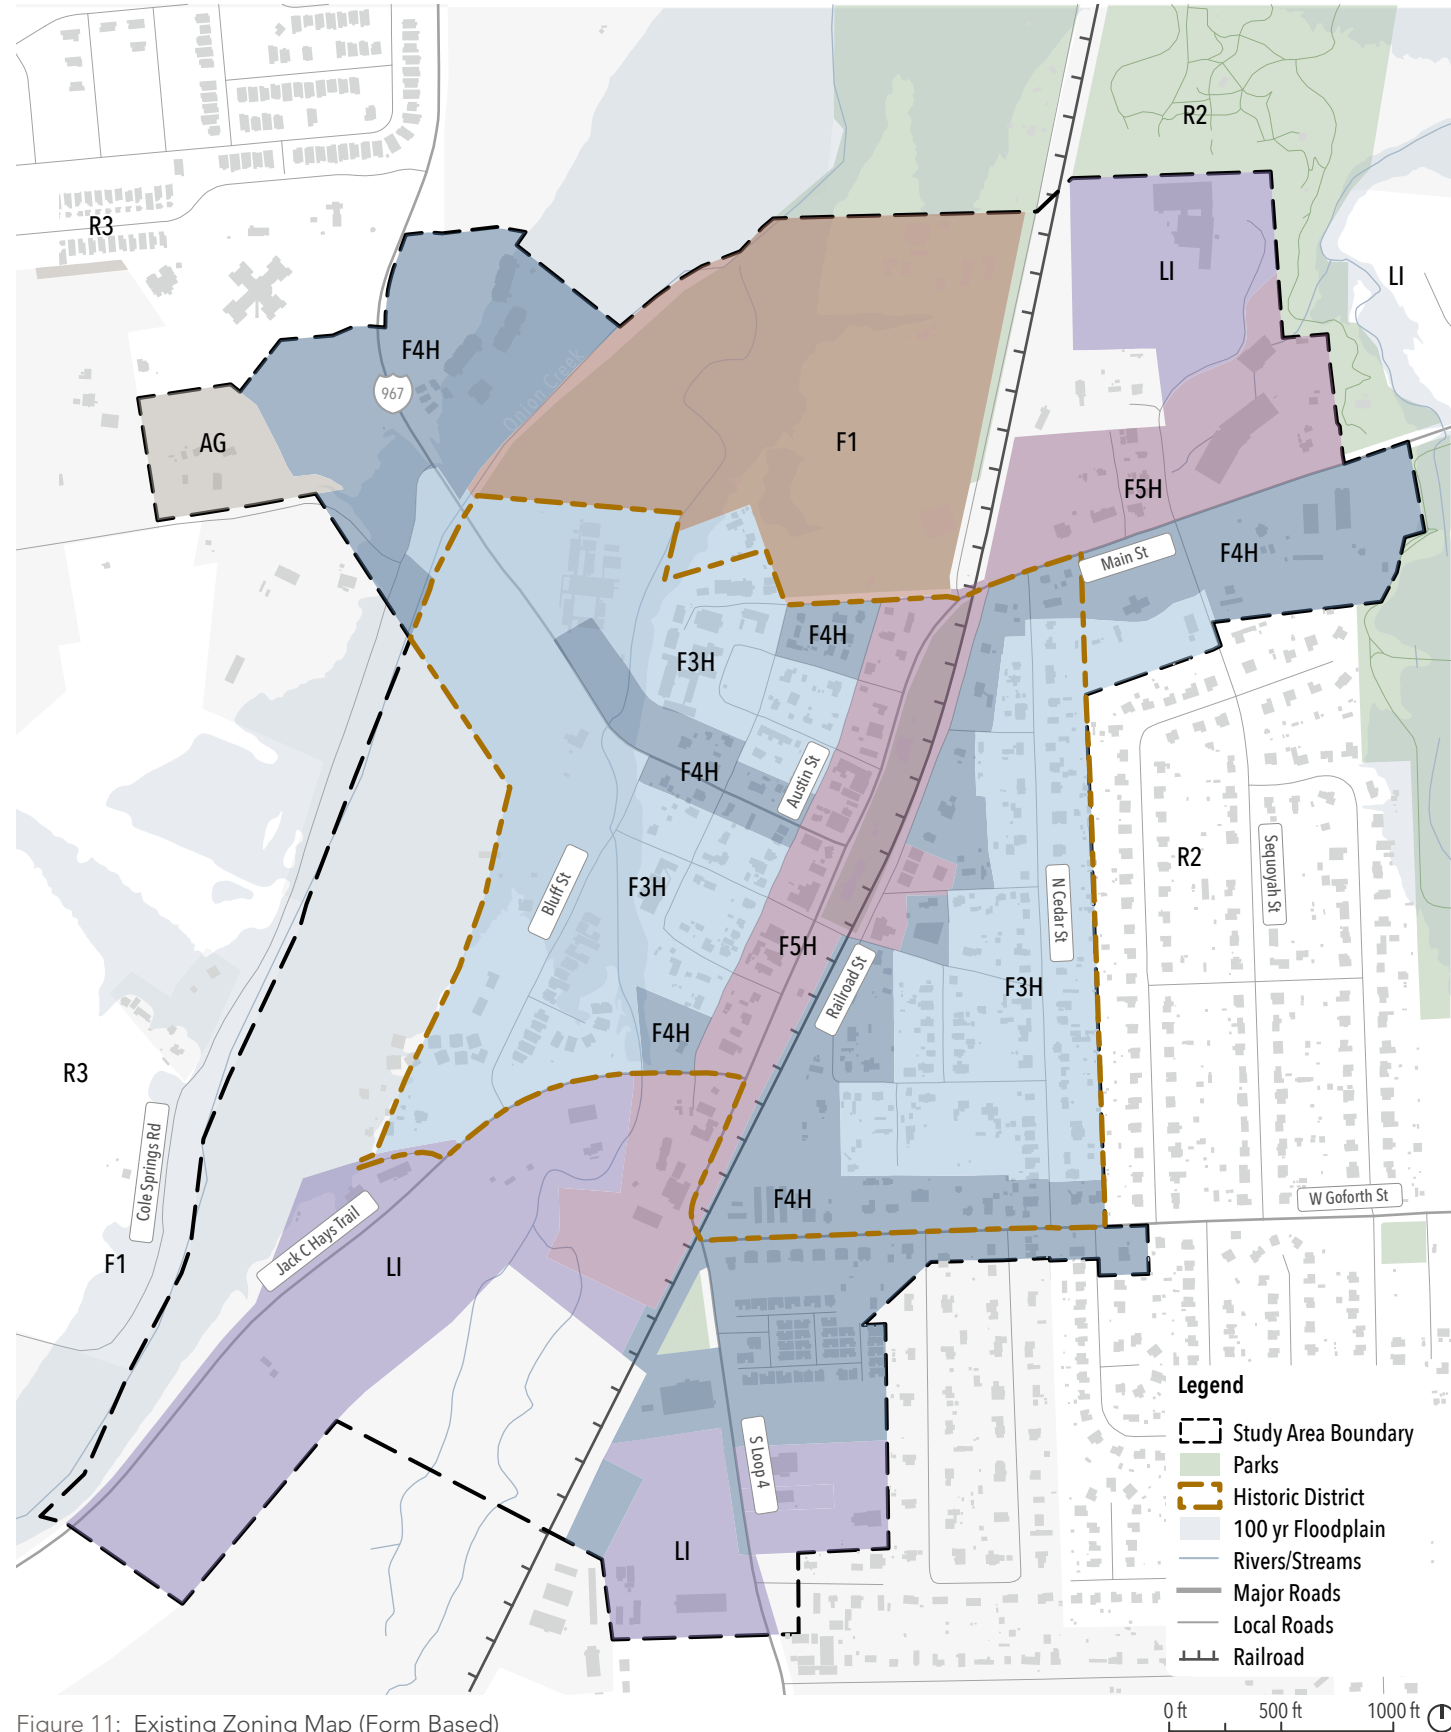 R2
R3
LI
LI
F4H
967
Onion Creek
AG
F1
F5H
Main St
F4H
F4H
F3H
F4H
Austin St
R2
Sequoyah St
Bluff St
F3H
N Cedar St
F5H
Railroad St
F3H
F4H
R3
Cole Springs Rd
F4H
W Goforth St
Jack C Hays Trail
F1
LI
S Loop 4
LI
Legend
Study Area Boundary
Parks
Historic District
100 yr Floodplain
Rivers/Streams
Major Roads
Local Roads
Railroad
0 ft 500 ft 1000 ft
Figure 11: Existing Zoning Map (Form Based)